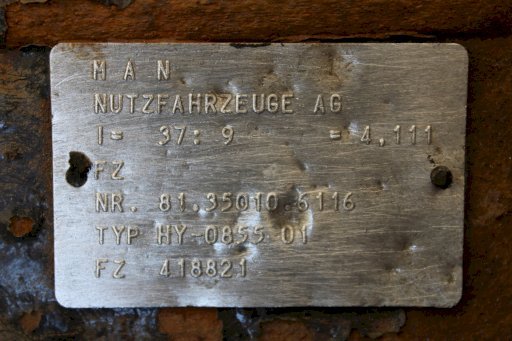 M A N
NUTZFAHRZEUGE AG
I= 37: 9 = 4,111
FZ
NR. 81.35010.6116
TYP HY-0855 01
FZ 418821